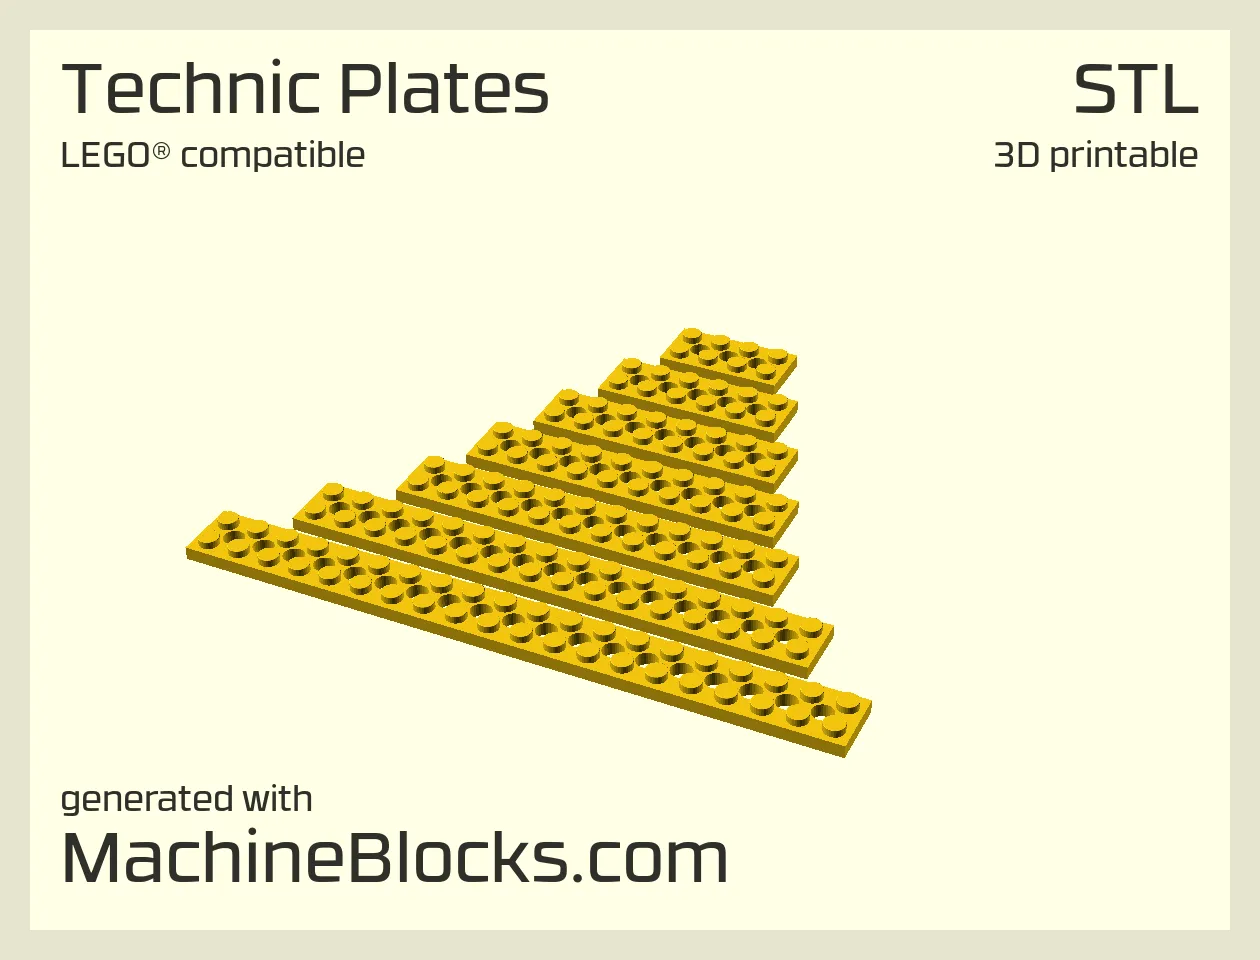 Technic Plates
LEGO® compatible
STL
3D printable
generated with
MachineBlocks.com